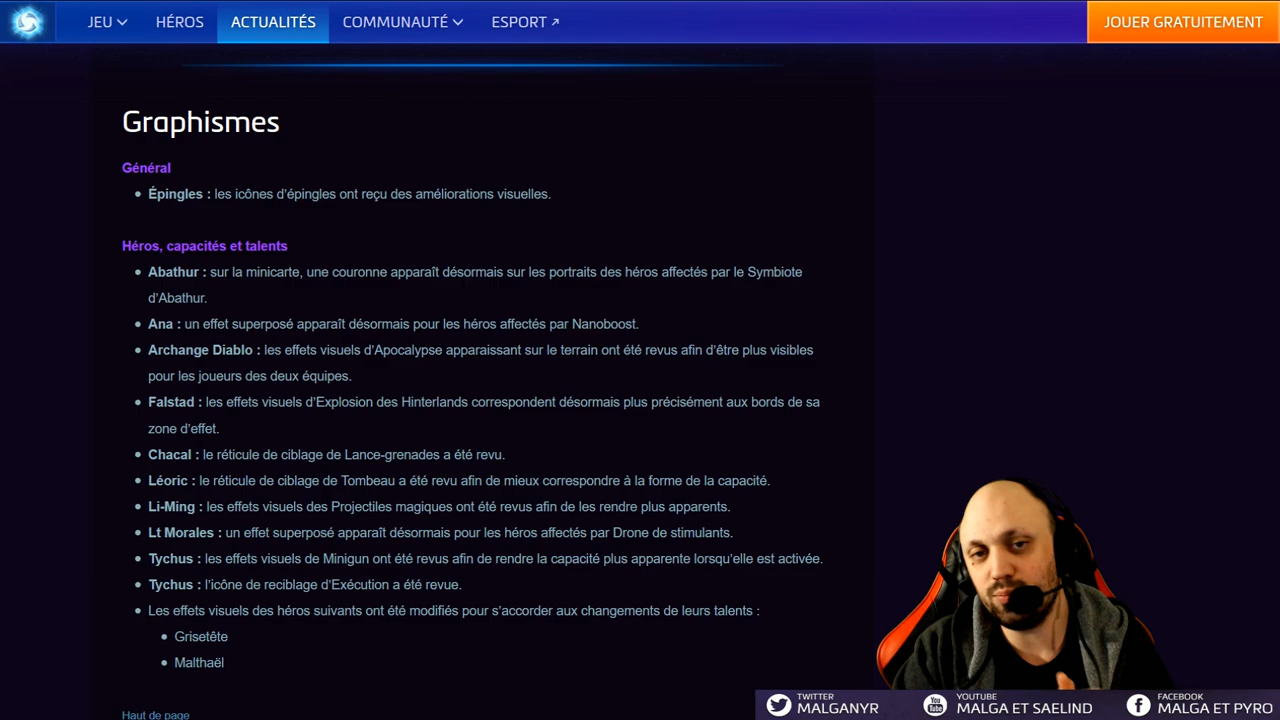 JEU HÉROS ACTUALITÉS COMMUNAUTÉ ESPORT JOUER GRATUITEMENT
Graphismes
Général
Épingles : les icônes d'épingles ont reçu des améliorations visuelles.
Héros, capacités et talents
Abathur : sur la minicarte, une couronne apparaît désormais sur les portraits des héros affectés par le Symbiote
d'Abathur.
Ana : un effet superposé apparaît désormais pour les héros affectés par Nanoboost.
Archange Diablo : les effets visuels d'Apocalypse apparaissant sur le terrain ont été revus afin d'être plus visibles
pour les joueurs des deux équipes.
Falstad : les effets visuels d'Explosion des Hinterlands correspondent désormais plus précisément aux bords de sa
zone d'effet.
Chacal : le réticule de ciblage de Lance-grenades a été revu.
Léoric : le réticule de ciblage de Tombeau a été revu afin de mieux correspondre à la forme de la capacité.
Li-Ming : les effets visuels des Projectiles magiques ont été revus afin de les rendre plus apparents.
Lt Morales : un effet superposé apparaît désormais pour les héros affectés par Drone de stimulants.
Tychus : les effets visuels de Minigun ont été revus afin de rendre la capacité plus apparente lorsqu'elle est activée.
Tychus : l'icône de reciblage d'Exécution a été revue.
Les effets visuels des héros suivants ont été modifiés pour s'accorder aux changements de leurs talents :
Grisetête
Malthaël
Haut de page
TWITTER
MALGANYR
YOUTUBE
MALGA ET SAELIND
FACEBOOK
MALGA ET PYRO